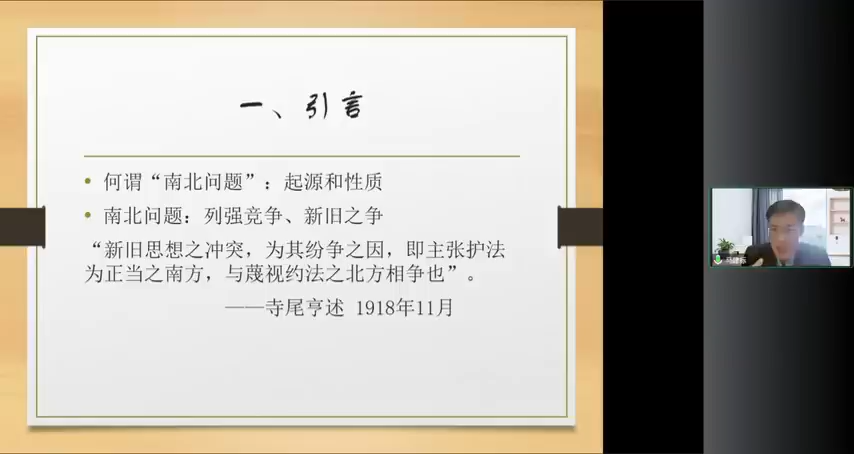 一、引言
何谓“南北问题”：起源和性质
南北问题：列强竞争、新旧之争
“新旧思想之冲突，为其纷争之因，即主张护法
为正当之南方，与蔑视约法之北方相争也”。
——寺尾亨述 1918年11月